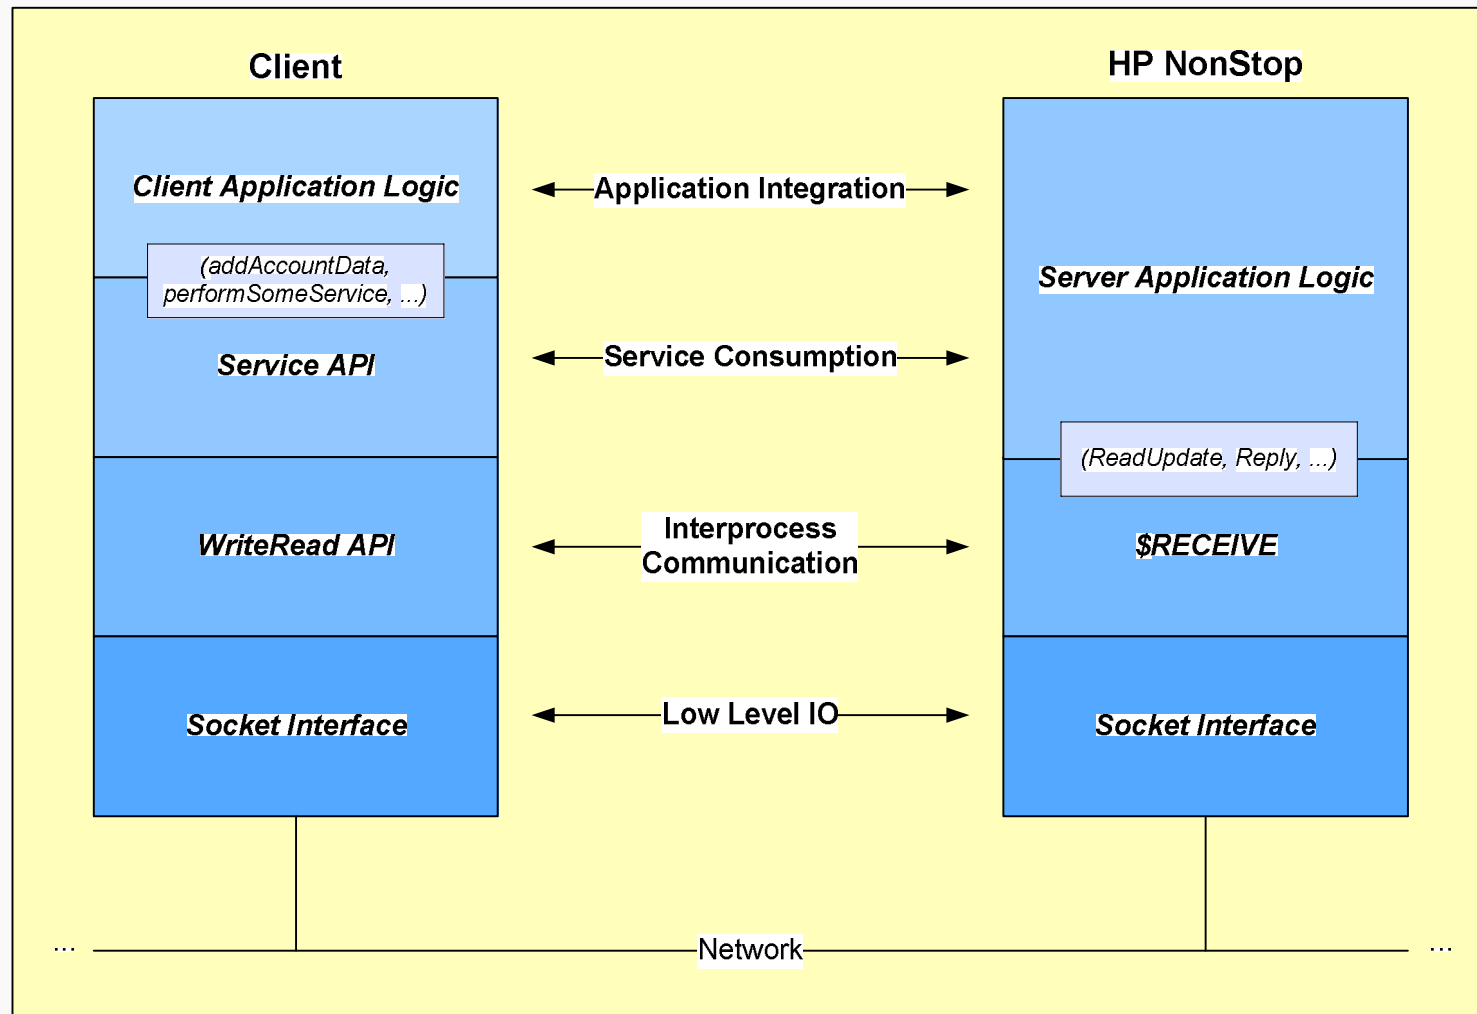 Client
HP NonStop
Client Application Logic
Application Integration
(addAccountData,
performSomeService, ...)
Server Application Logic
Service API
Service Consumption
(ReadUpdate, Reply, ...)
WriteRead API
Interprocess
Communication
$RECEIVE
Socket Interface
Low Level IO
Socket Interface
...
Network
...